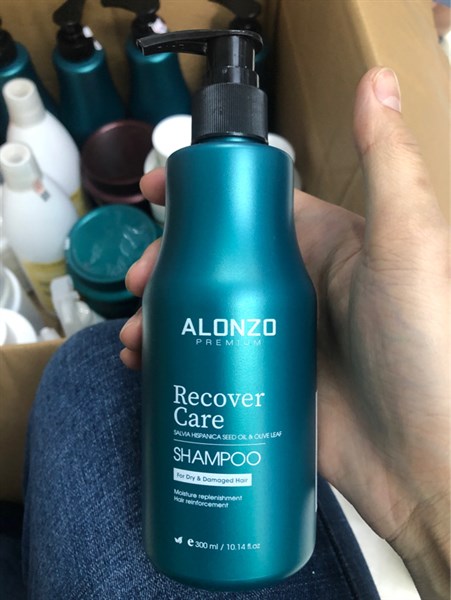 ALONZO
PREMIUM
Recover
Care
SALVIA HISPANICA SEED OIL & OLIVE LEAF
SHAMPOO
For Dry & Damaged Hair
Moisture replenishment
Hair reinforcement
e 300 ml / 10.14 fl.oz